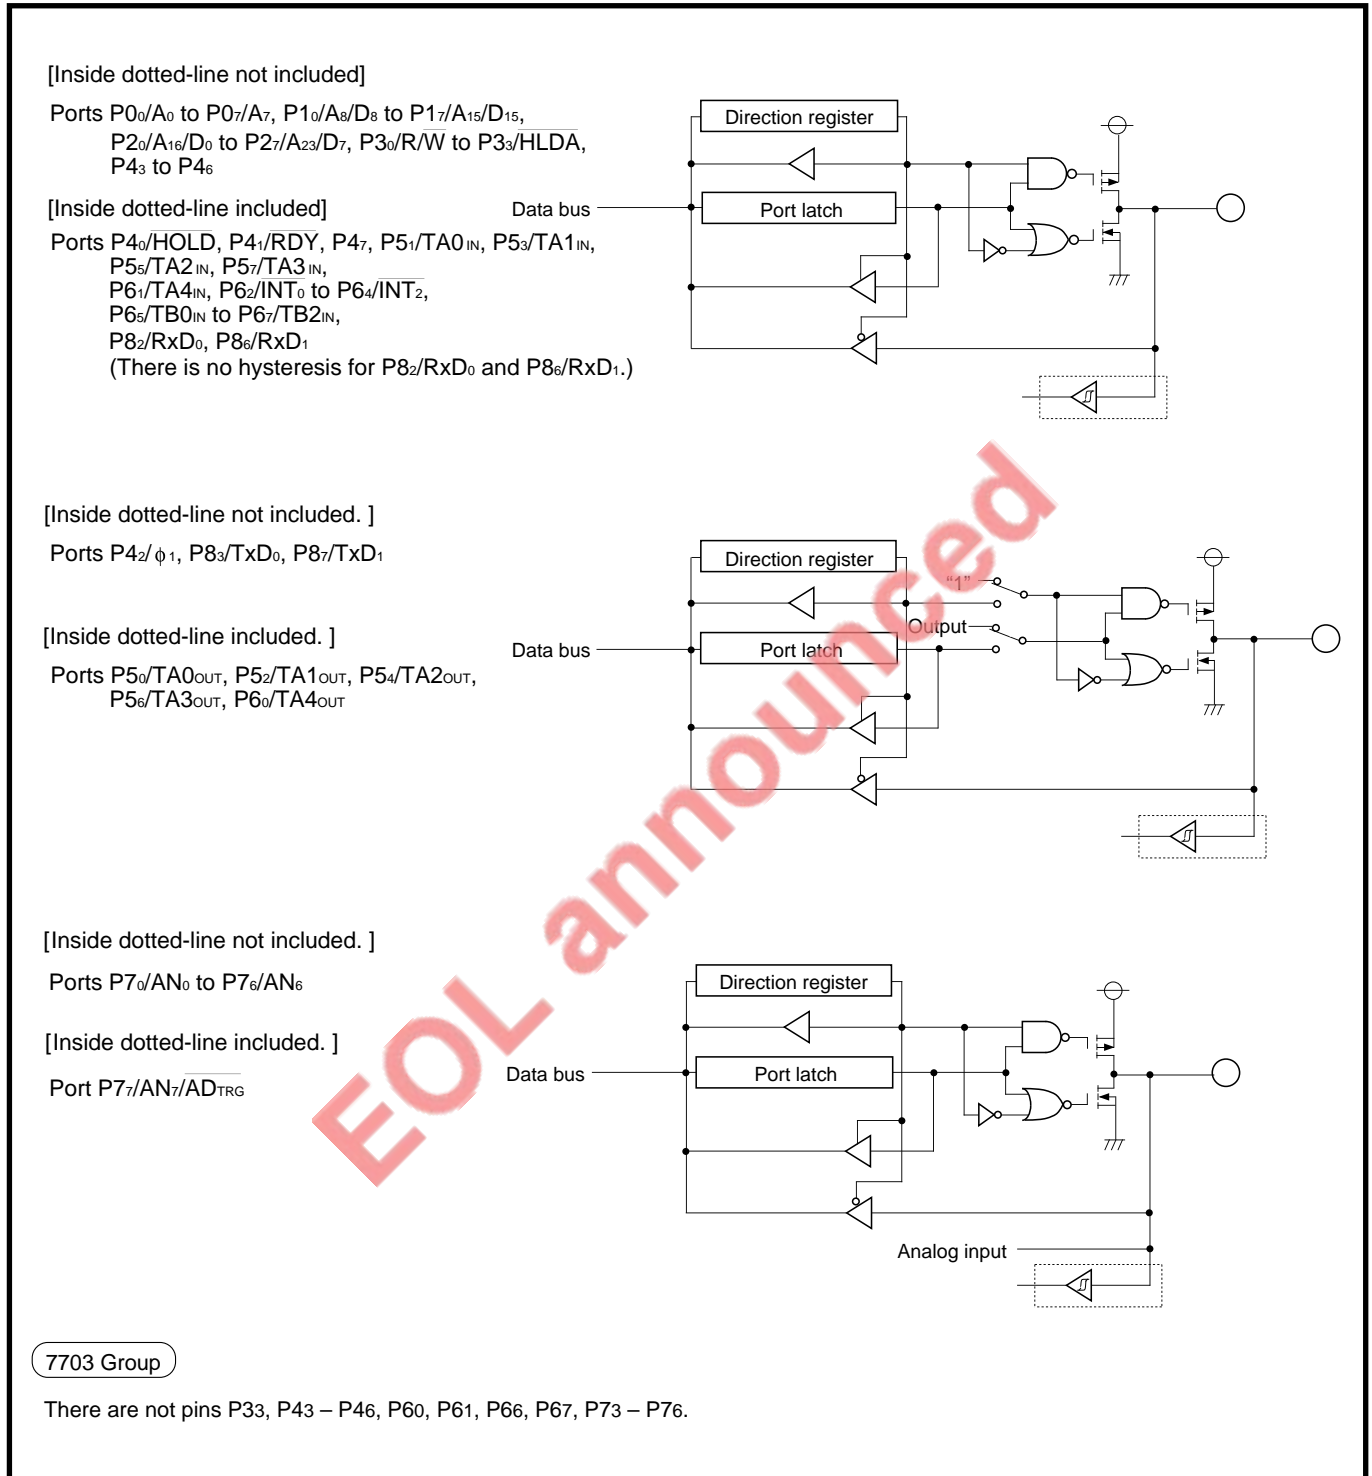 [Inside dotted-line not included]
Ports P0₀/A₀ to P0₇/A₇, P1₀/A₈/D₈ to P1₇/A₁₅/D₁₅,
P2₀/A₁₆/D₀ to P2₇/A₂₃/D₇, P3₀/R/W̅ to P3₃/H̅L̅D̅A̅,
P4₃ to P4₆
[Inside dotted-line included]
Ports P4₀/H̅O̅L̅D̅, P4₁/R̅D̅Y̅, P4₇, P5₁/TA0IN, P5₃/TA1IN,
P5₅/TA2IN, P5₇/TA3IN,
P6₁/TA4IN, P6₂/I̅N̅T̅₀ to P6₄/I̅N̅T̅₂,
P6₅/TB0IN to P6₇/TB2IN,
P8₂/RxD₀, P8₆/RxD₁
(There is no hysteresis for P8₂/RxD₀ and P8₆/RxD₁.)
Direction register
Data bus
Port latch
[Inside dotted-line not included. ]
Ports P4₂/ϕ₁, P8₃/TxD₀, P8₇/TxD₁
[Inside dotted-line included. ]
Ports P5₀/TA0OUT, P5₂/TA1OUT, P5₄/TA2OUT,
P5₆/TA3OUT, P6₀/TA4OUT
Direction register
“1”
Output
Data bus
Port latch
[Inside dotted-line not included. ]
Ports P7₀/AN₀ to P7₆/AN₆
[Inside dotted-line included. ]
Port P7₇/AN₇/A̅D̅T̅R̅G̅
Direction register
Data bus
Port latch
Analog input
EOL announced
7703 Group
There are not pins P33, P43 – P46, P60, P61, P66, P67, P73 – P76.